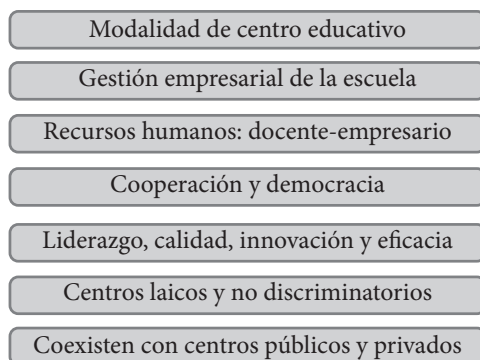 Modalidad de centro educativo
Gestión empresarial de la escuela
Recursos humanos: docente-empresario
Cooperación y democracia
Liderazgo, calidad, innovación y eficacia
Centros laicos y no discriminatorios
Coexisten con centros públicos y privados